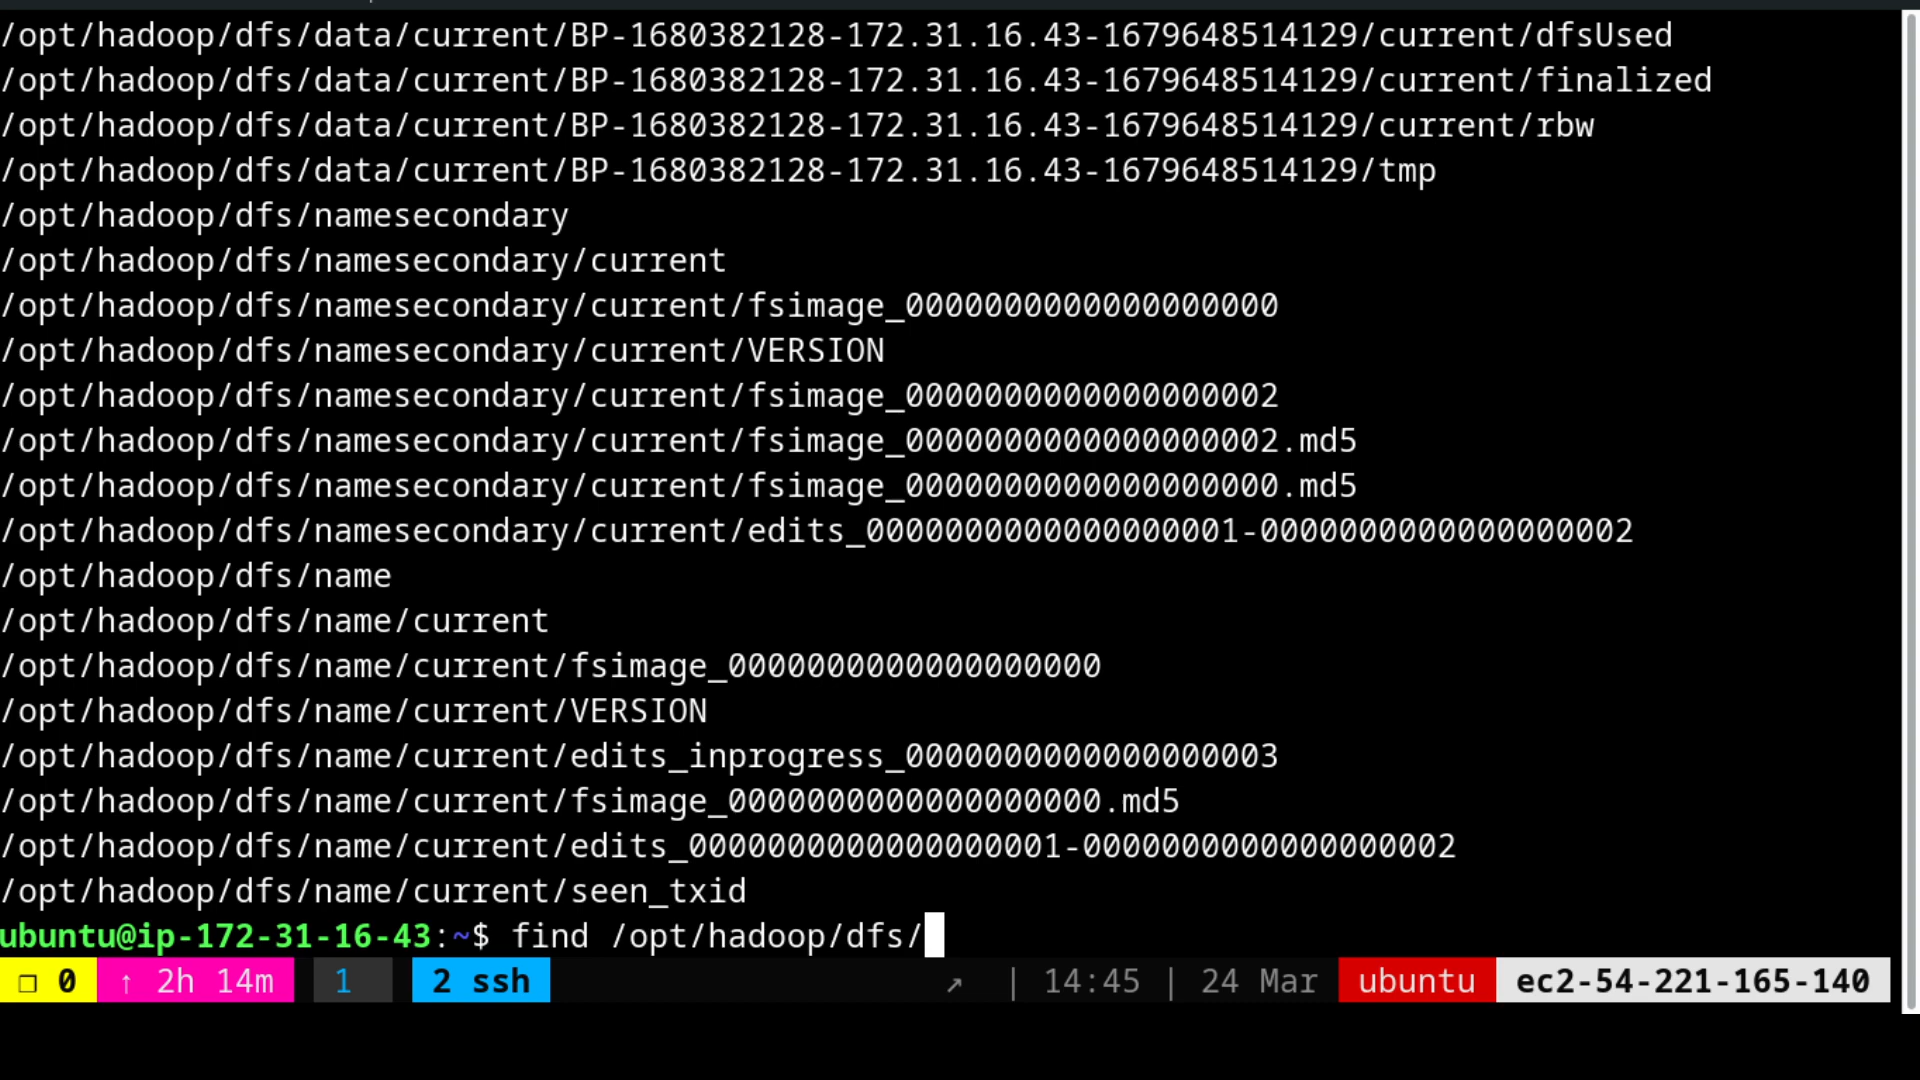 /opt/hadoop/dfs/data/current/BP-1680382128-172.31.16.43-1679648514129/current/dfsUsed
/opt/hadoop/dfs/data/current/BP-1680382128-172.31.16.43-1679648514129/current/finalized
/opt/hadoop/dfs/data/current/BP-1680382128-172.31.16.43-1679648514129/current/rbw
/opt/hadoop/dfs/data/current/BP-1680382128-172.31.16.43-1679648514129/tmp
/opt/hadoop/dfs/namesecondary
/opt/hadoop/dfs/namesecondary/current
/opt/hadoop/dfs/namesecondary/current/fsimage_0000000000000000000
/opt/hadoop/dfs/namesecondary/current/VERSION
/opt/hadoop/dfs/namesecondary/current/fsimage_0000000000000000002
/opt/hadoop/dfs/namesecondary/current/fsimage_0000000000000000002.md5
/opt/hadoop/dfs/namesecondary/current/fsimage_0000000000000000000.md5
/opt/hadoop/dfs/namesecondary/current/edits_0000000000000000001-0000000000000000002
/opt/hadoop/dfs/name
/opt/hadoop/dfs/name/current
/opt/hadoop/dfs/name/current/fsimage_0000000000000000000
/opt/hadoop/dfs/name/current/VERSION
/opt/hadoop/dfs/name/current/edits_inprogress_0000000000000000003
/opt/hadoop/dfs/name/current/fsimage_0000000000000000000.md5
/opt/hadoop/dfs/name/current/edits_0000000000000000001-0000000000000000002
/opt/hadoop/dfs/name/current/seen_txid
ubuntu@ip-172-31-16-43:~$ find /opt/hadoop/dfs/
❐ 0 ↑ 2h 14m 1 2 ssh ↗ | 14:45 | 24 Mar ubuntu ec2-54-221-165-140